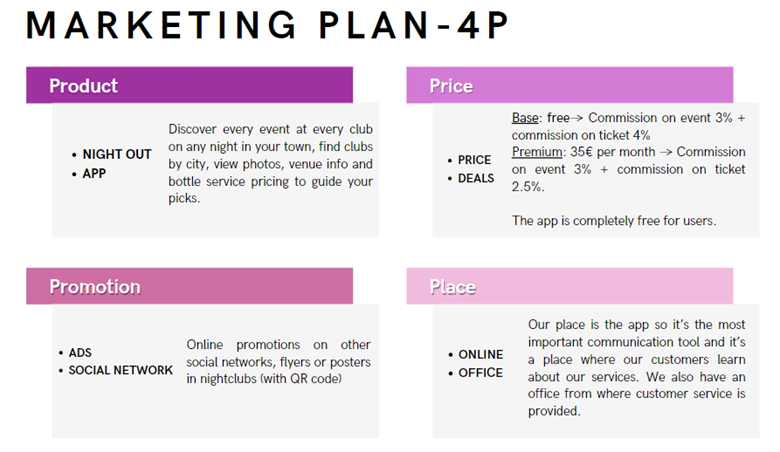 MARKETING PLAN-4P
Product
• NIGHT OUT
• APP
Discover every event at every club
on any night in your town, find clubs
by city, view photos, venue info and
bottle service pricing to guide your
picks.
Price
• PRICE
• DEALS
Base: free→ Commission on event 3% +
commission on ticket 4%
Premium: 35€ per month → Commission
on event 3% + commission on ticket
2.5%.
The app is completely free for users.
Promotion
• ADS
• SOCIAL NETWORK
Online promotions on other
social networks, flyers or posters
in nightclubs (with QR code)
Place
• ONLINE
• OFFICE
Our place is the app so it's the most
important communication tool and it's
a place where our customers learn
about our services. We also have an
office from where customer service is
provided.